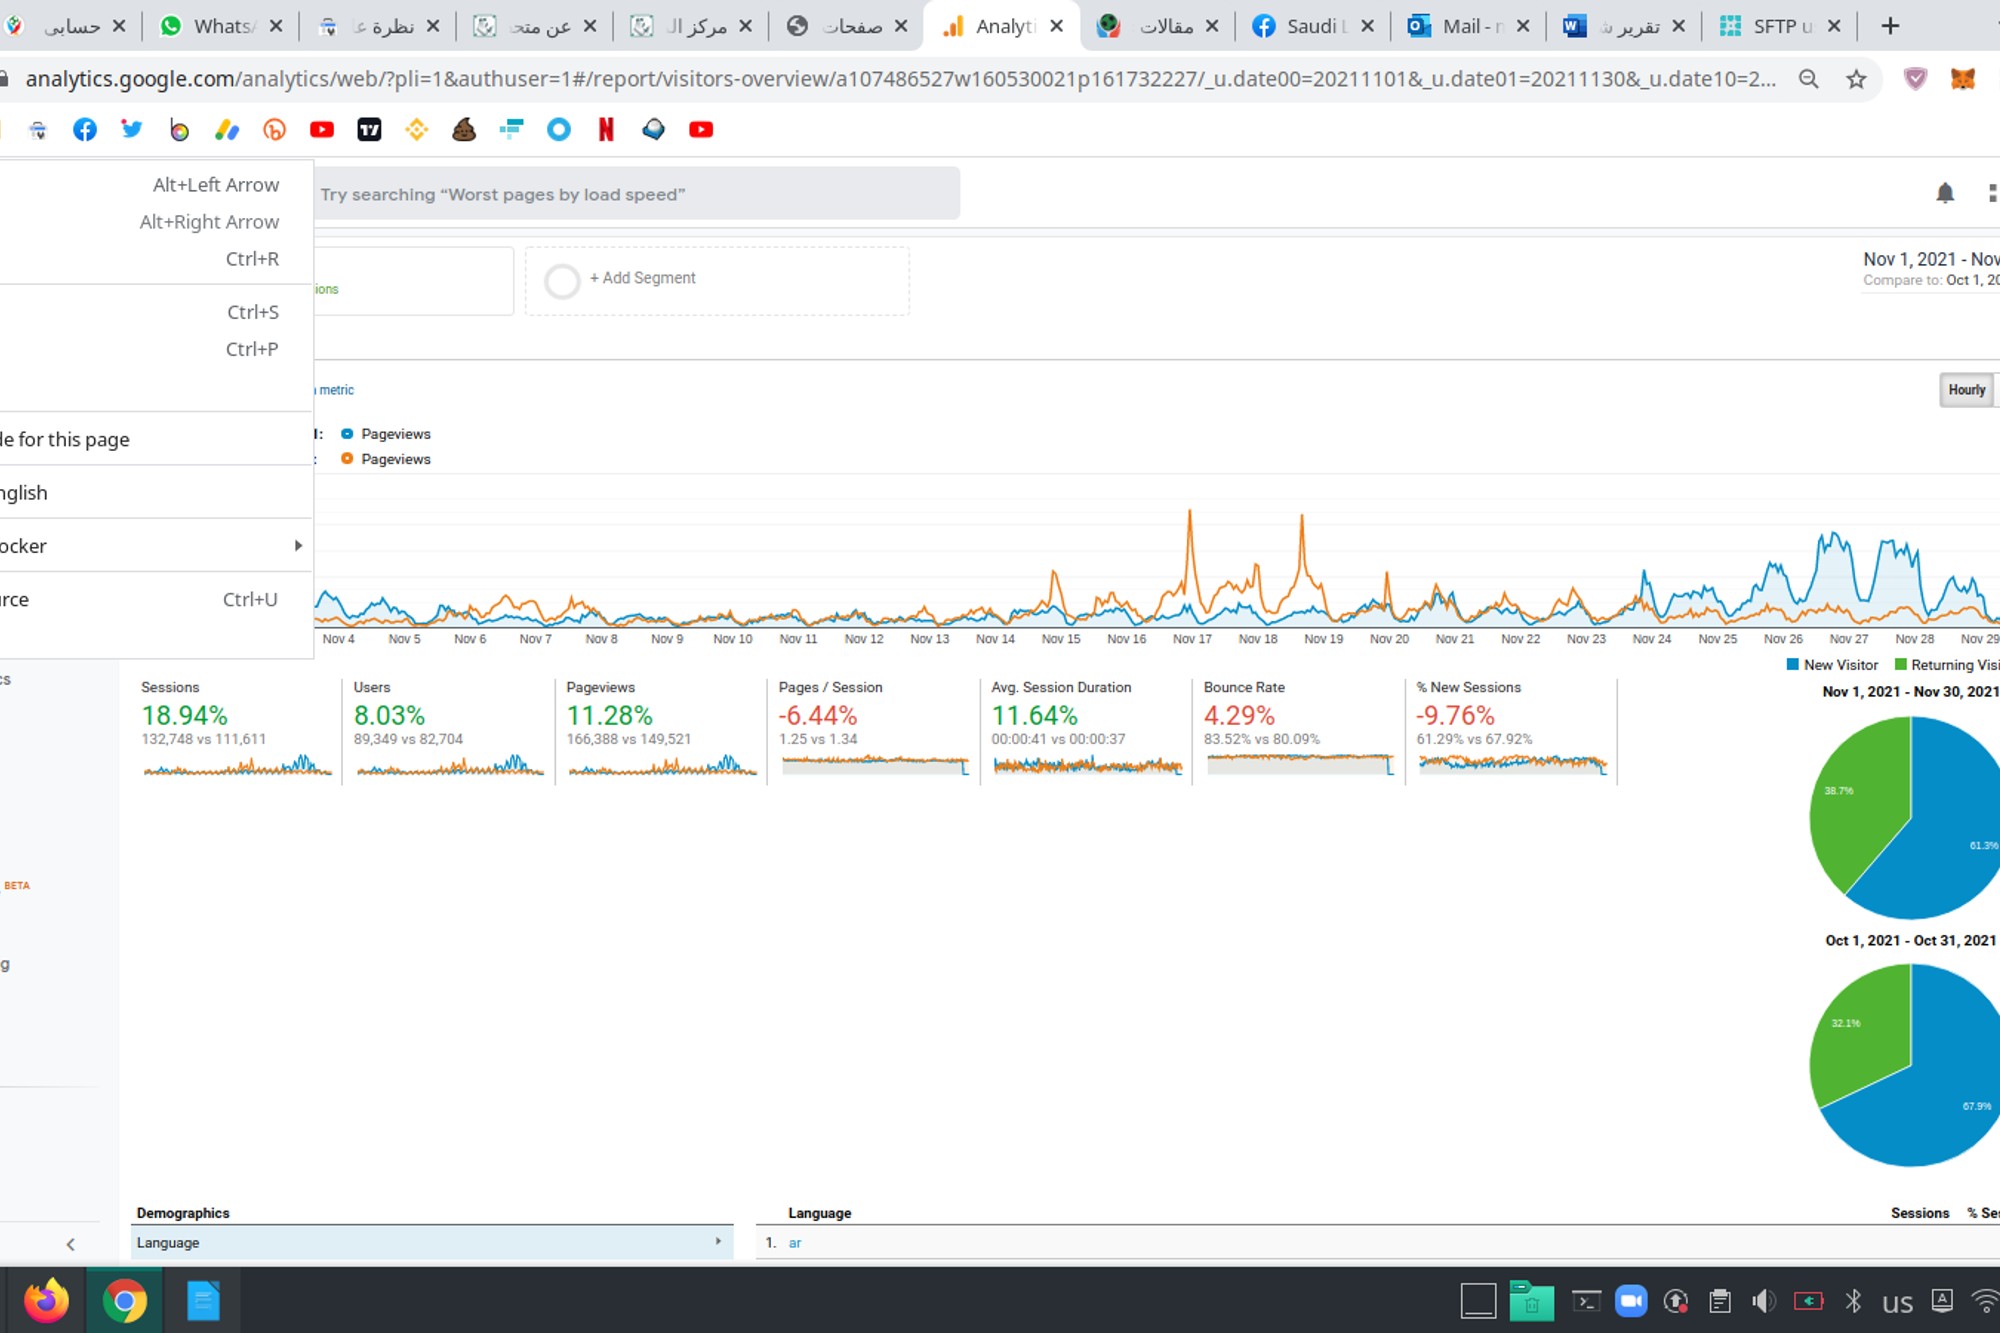 حسابى
Whats
نظرة عا
عن متح
مركز ال
صفحات
Analyti
مقالات
Saudi
Mail - n
تقرير ش
SFTP u
analytics.google.com/analytics/web/?pli=1&authuser=1#/report/visitors-overview/a107486527w160530021p161732227/_u.date00=20211101&_u.date01=20211130&_u.date10=2...
Alt+Left Arrow
Alt+Right Arrow
Ctrl+R
Ctrl+S
Ctrl+P
de for this page
nglish
ocker
rce Ctrl+U
Try searching “Worst pages by load speed”
ions
+ Add Segment
Nov 1, 2021 - Nov
Compare to: Oct 1, 20
metric
Hourly
Pageviews
Pageviews
Nov 4 Nov 5 Nov 6 Nov 7 Nov 8 Nov 9 Nov 10 Nov 11 Nov 12 Nov 13 Nov 14 Nov 15 Nov 16 Nov 17 Nov 18 Nov 19 Nov 20 Nov 21 Nov 22 Nov 23 Nov 24 Nov 25 Nov 26 Nov 27 Nov 28 Nov 29
New Visitor Returning Visi
cs
Sessions
18.94%
132,748 vs 111,611
Users
8.03%
89,349 vs 82,704
Pageviews
11.28%
166,388 vs 149,521
Pages / Session
-6.44%
1.25 vs 1.34
Avg. Session Duration
11.64%
00:00:41 vs 00:00:37
Bounce Rate
4.29%
83.52% vs 80.09%
% New Sessions
-9.76%
61.29% vs 67.92%
Nov 1, 2021 - Nov 30, 2021
38.7%
61.3%
BETA
g
Oct 1, 2021 - Oct 31, 2021
32.1%
67.9%
Demographics
Language
Language
Sessions % Ses
1. ar
us